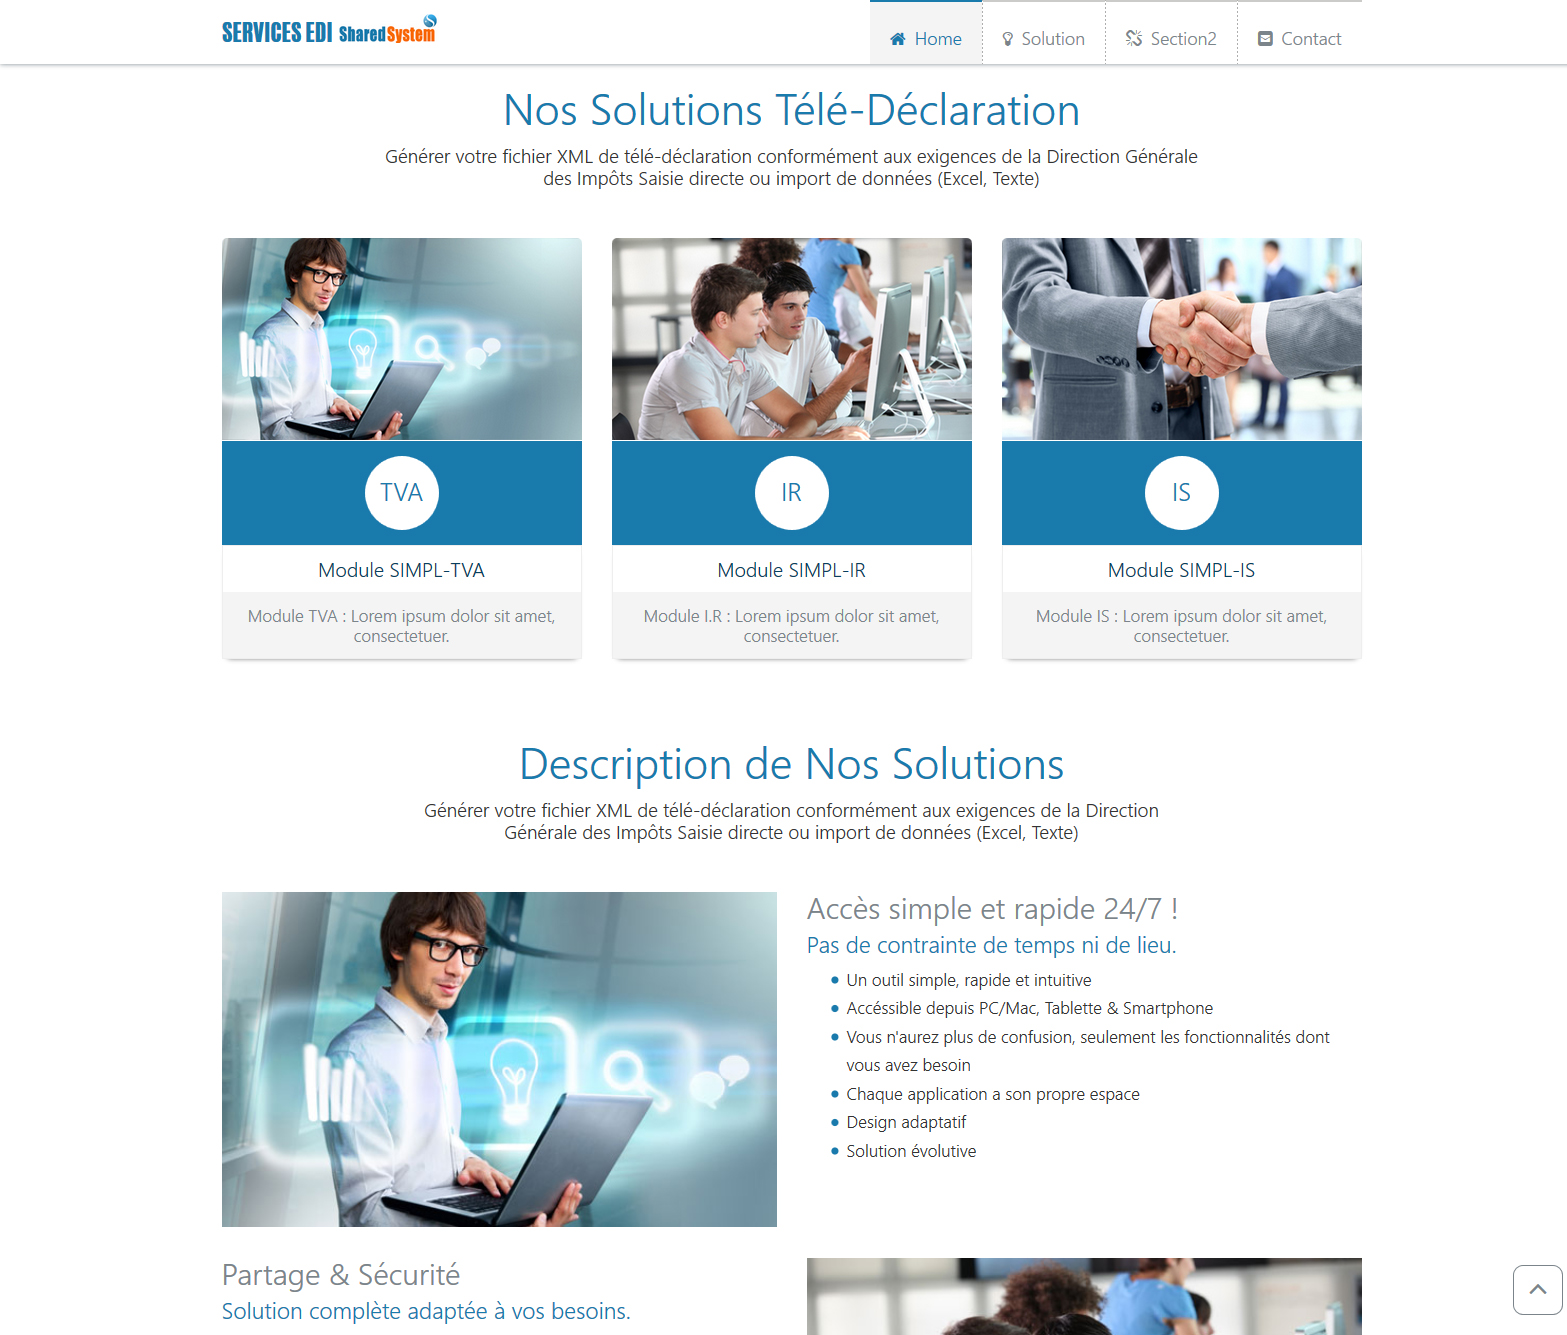 SERVICES EDI SharedSystem
Home
Solution
Section2
Contact
Nos Solutions Télé-Déclaration
Générer votre fichier XML de télé-déclaration conformément aux exigences de la Direction Générale
des Impôts Saisie directe ou import de données (Excel, Texte)
TVA
IR
IS
Module SIMPL-TVA
Module SIMPL-IR
Module SIMPL-IS
Module TVA : Lorem ipsum dolor sit amet,
consectetuer.
Module I.R : Lorem ipsum dolor sit amet,
consectetuer.
Module IS : Lorem ipsum dolor sit amet,
consectetuer.
Description de Nos Solutions
Générer votre fichier XML de télé-déclaration conformément aux exigences de la Direction
Générale des Impôts Saisie directe ou import de données (Excel, Texte)
Accès simple et rapide 24/7 !
Pas de contrainte de temps ni de lieu.
Un outil simple, rapide et intuitive
Accéssible depuis PC/Mac, Tablette & Smartphone
Vous n'aurez plus de confusion, seulement les fonctionnalités dont
vous avez besoin
Chaque application a son propre espace
Design adaptatif
Solution évolutive
Partage & Sécurité
Solution complète adaptée à vos besoins.